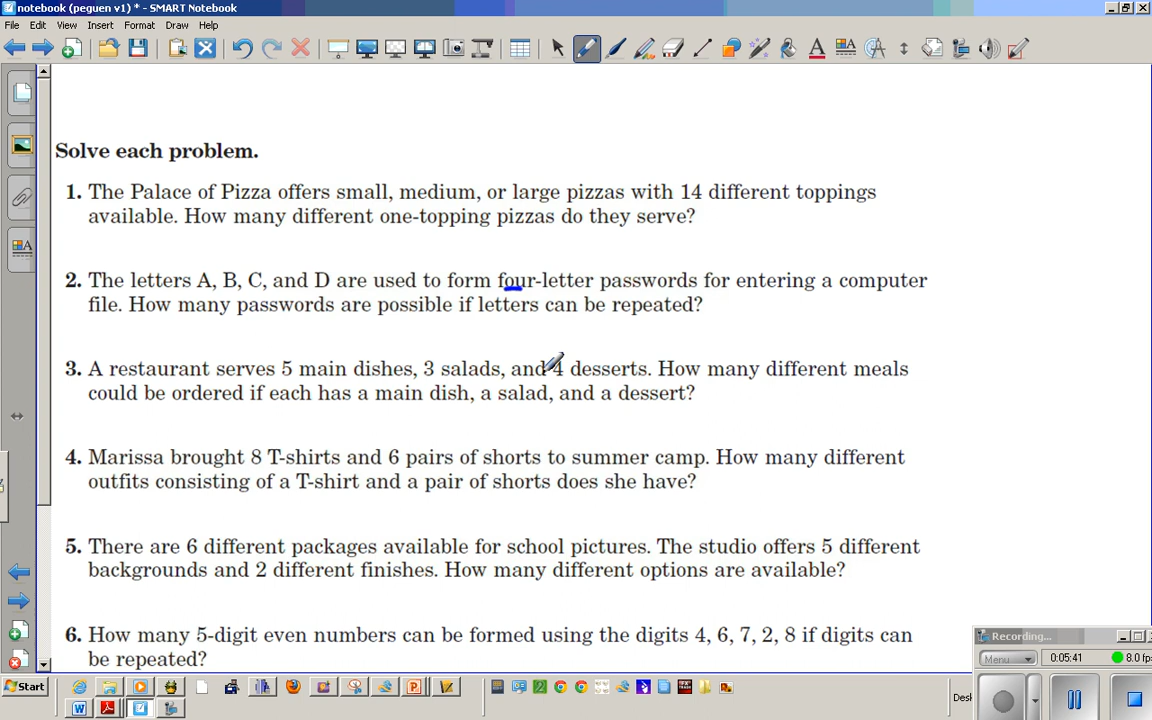 notebook (peguen v1) * - SMART Notebook
File Edit View Insert Format Tools Draw Help
Solve each problem.
1. The Palace of Pizza offers small, medium, or large pizzas with 14 different toppings
available. How many different one-topping pizzas do they serve?
2. The letters A, B, C, and D are used to form four-letter passwords for entering a computer
file. How many passwords are possible if letters can be repeated?
3. A restaurant serves 5 main dishes, 3 salads, and 4 desserts. How many different meals
could be ordered if each has a main dish, a salad, and a dessert?
4. Marissa brought 8 T-shirts and 6 pairs of shorts to summer camp. How many different
outfits consisting of a T-shirt and a pair of shorts does she have?
5. There are 6 different packages available for school pictures. The studio offers 5 different
backgrounds and 2 different finishes. How many different options are available?
6. How many 5-digit even numbers can be formed using the digits 4, 6, 7, 2, 8 if digits can
be repeated?
Recording...
Menu 0:05:41 8.0 fp
Start Desl